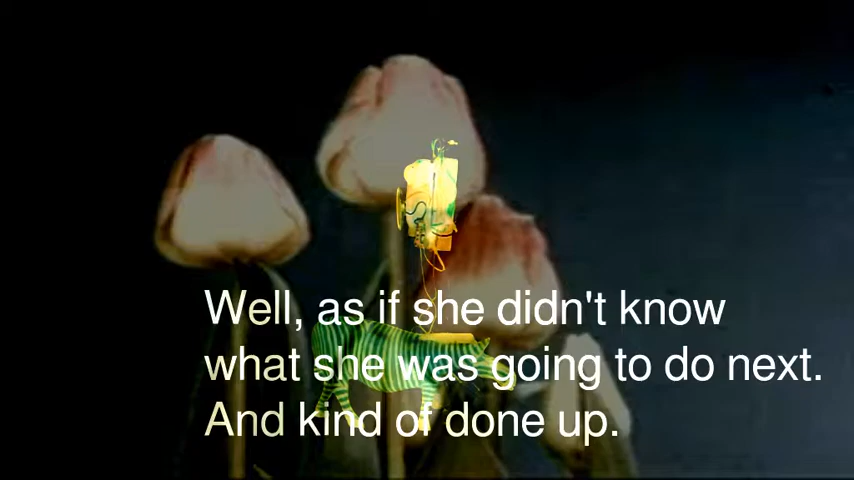 Well, as if she didn't know
what she was going to do next.
And kind of done up.